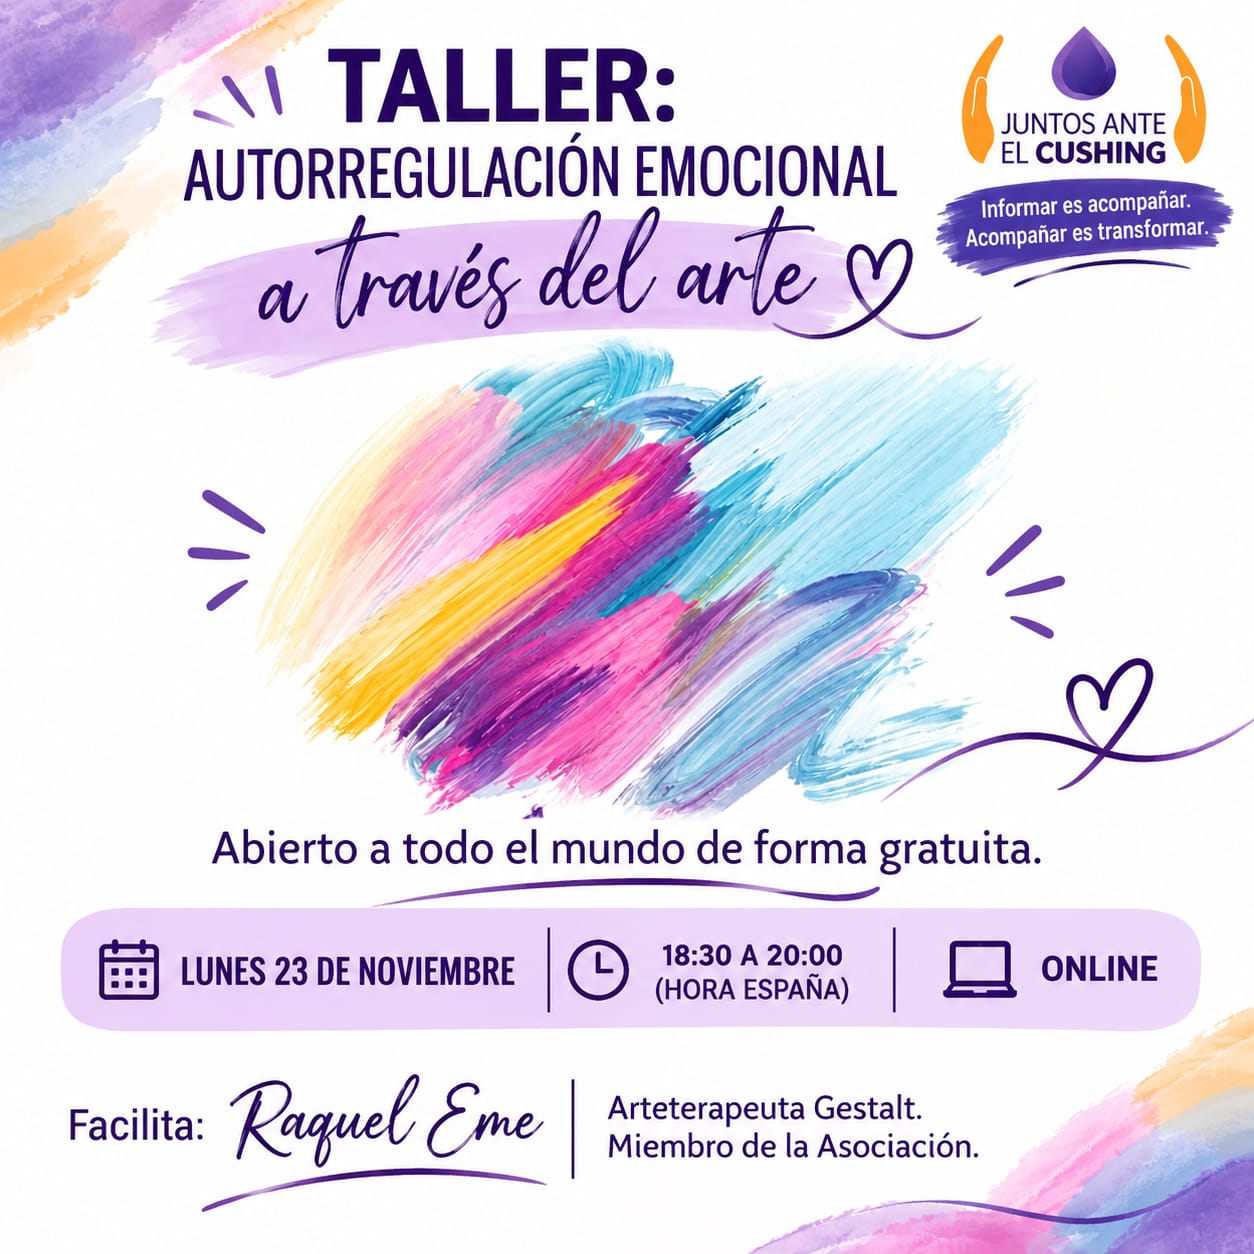 TALLER:
AUTORREGULACIÓN EMOCIONAL
a través del arte
JUNTOS ANTE
EL CUSHING
Informar es acompañar.
Acompañar es transformar.
Abierto a todo el mundo de forma gratuita.
LUNES 23 DE NOVIEMBRE
18:30 A 20:00
(HORA ESPAÑA)
ONLINE
Facilita: Raquel Eme
Arteterapeuta Gestalt.
Miembro de la Asociación.